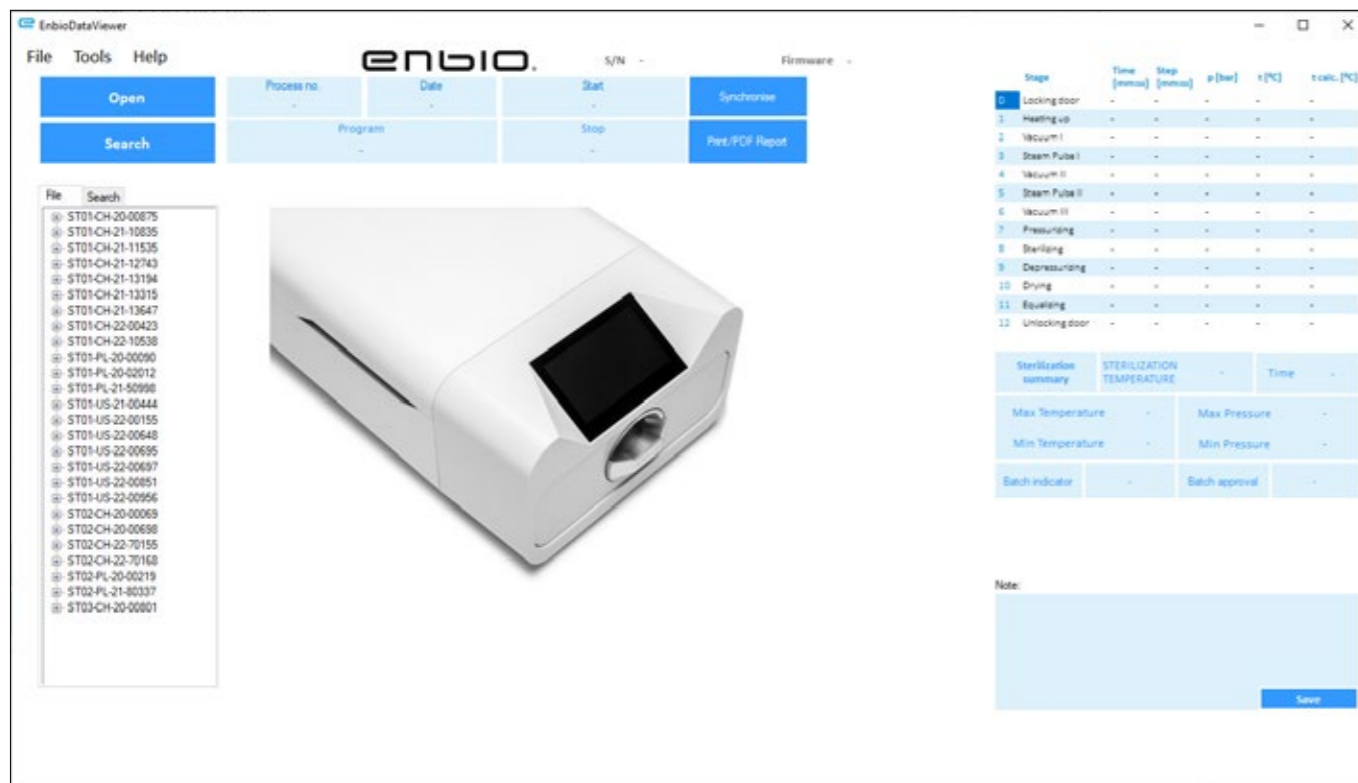 EnbioDataViewer
File Tools Help
enbio. S/N - Firmware -
Open
Process no. Date Start
- - -
Synchronise
Search
Program Stop
- -
Print/PDF Report
File Search
ST01-CH-20-00875
ST01-CH-21-10835
ST01-CH-21-11535
ST01-CH-21-12743
ST01-CH-21-13194
ST01-CH-21-13315
ST01-CH-21-13647
ST01-CH-22-00423
ST01-CH-22-10538
ST01-PL-20-00090
ST01-PL-20-02012
ST01-PL-21-50998
ST01-US-21-00444
ST01-US-22-00155
ST01-US-22-00648
ST01-US-22-00695
ST01-US-22-00697
ST01-US-22-00851
ST01-US-22-00956
ST02-CH-20-00069
ST02-CH-20-00698
ST02-CH-22-70155
ST02-CH-22-70168
ST02-PL-20-00219
ST02-PL-21-80337
ST03-CH-20-00801
Stage Time [mm:ss] Step [mm:ss] p [bar] t [°C] t calc. [°C]
0 Locking door - - - - -
1 Heating up - - - - -
2 Vacuum I - - - - -
3 Steam Pulse I - - - - -
4 Vacuum II - - - - -
5 Steam Pulse II - - - - -
6 Vacuum III - - - - -
7 Pressurizing - - - - -
8 Sterilizing - - - - -
9 Depressurizing - - - - -
10 Drying - - - - -
11 Equalizing - - - - -
12 Unlocking door - - - - -
Sterilization summary
STERILIZATION TEMPERATURE - Time -
Max Temperature - Max Pressure -
Min Temperature - Min Pressure -
Batch indicator - Batch approval -
Note:
Save